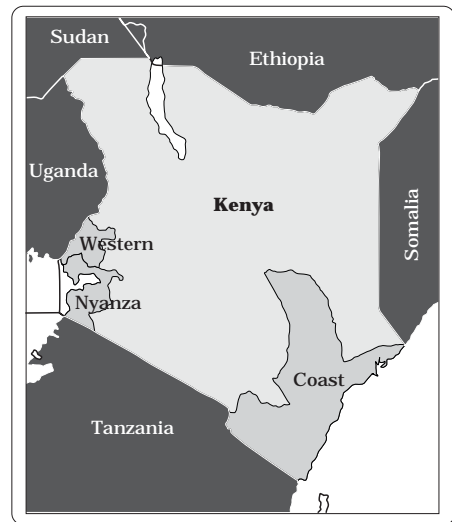 Sudan
Ethiopia
Uganda
Kenya
Somalia
Western
Nyanza
Coast
Tanzania